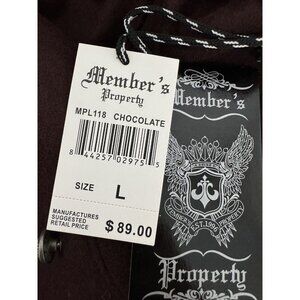 Member's
Property
MPL118 CHOCOLATE
8 44257 02975 5
SIZE L
MANUFACTURES
SUGGESTED
RETAIL PRICE
$ 89.00
Member's
Property